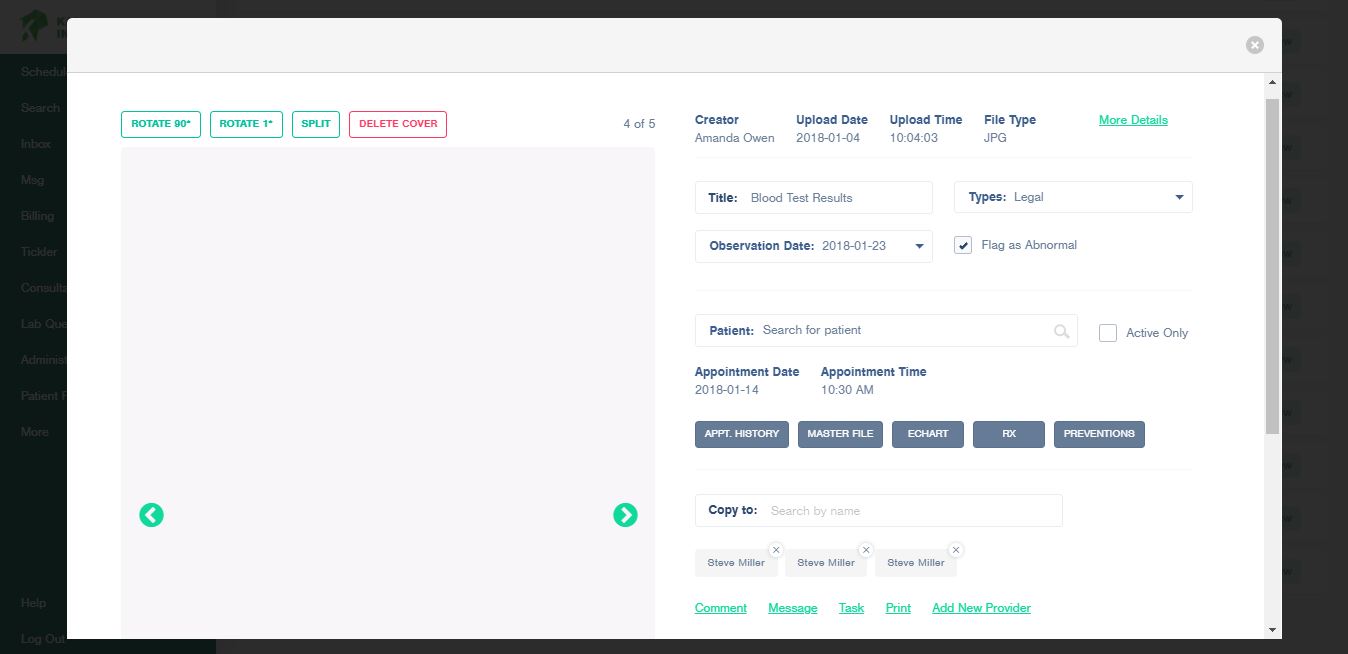 Schedul
Search
Inbox
Msg
Billing
Tickler
Consulta
Lab Que
Administ
Patient P
More
Help
Log Out
ROTATE 90° ROTATE 1° SPLIT DELETE COVER 4 of 5
Creator Upload Date Upload Time File Type More Details
Amanda Owen 2018-01-04 10:04:03 JPG
Title: Blood Test Results Types: Legal
Observation Date: 2018-01-23 Flag as Abnormal
Patient: Search for patient Active Only
Appointment Date Appointment Time
2018-01-14 10:30 AM
APPT. HISTORY MASTER FILE ECHART RX PREVENTIONS
Copy to: Search by name
Steve Miller Steve Miller Steve Miller
Comment Message Task Print Add New Provider